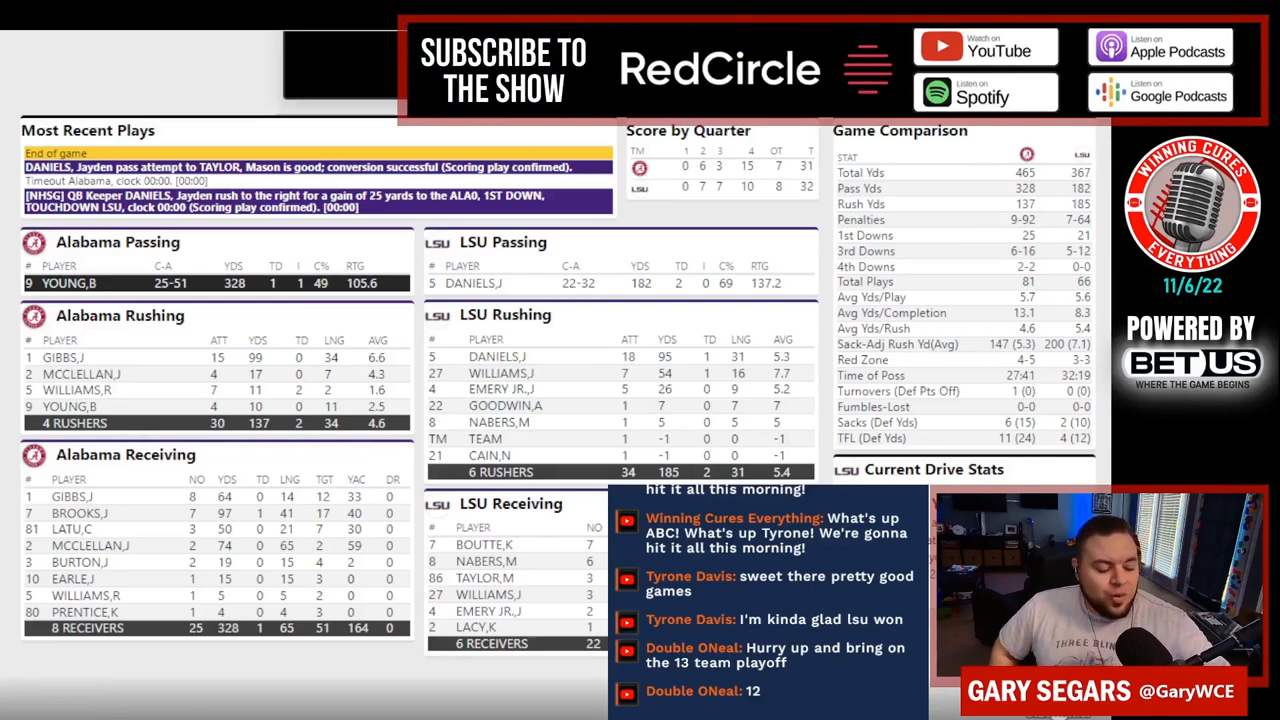 SUBSCRIBE TO
THE SHOW
RedCircle
Watch on
YouTube
Listen on
Apple Podcasts
Listen on
Spotify
Listen on
Google Podcasts
Most Recent Plays
End of game
DANIELS, Jayden pass attempt to TAYLOR, Mason is good; conversion successful (Scoring play confirmed).
Timeout Alabama, clock 00:00. [00:00]
[NHSG] QB Keeper DANIELS, Jayden rush to the right for a gain of 25 yards to the ALA0, 1ST DOWN,
TOUCHDOWN LSU, clock 00:00 (Scoring play confirmed). [00:00]
Score by Quarter
TM 1 2 3 4 OT T
0 6 3 15 7 31
LSU 0 7 7 10 8 32
Game Comparison
STAT LSU
Total Yds 465 367
Pass Yds 328 182
Rush Yds 137 185
Penalties 9-92 7-64
1st Downs 25 21
3rd Downs 6-16 5-12
4th Downs 2-2 0-0
Total Plays 81 66
Avg Yds/Play 5.7 5.6
Avg Yds/Completion 13.1 8.3
Avg Yds/Rush 4.6 5.4
Sack-Adj Rush Yd(Avg) 147 (5.3) 200 (7.1)
Red Zone 4-5 3-3
Time of Poss 27:41 32:19
Turnovers (Def Pts Off) 1 (0) 0 (0)
Fumbles-Lost 0-0 0-0
Sacks (Def Yds) 6 (15) 2 (10)
TFL (Def Yds) 11 (24) 4 (12)
LSU Current Drive Stats
Alabama Passing
# PLAYER C-A YDS TD I C% RTG
9 YOUNG,B 25-51 328 1 1 49 105.6
Alabama Rushing
# PLAYER ATT YDS TD LNG AVG
1 GIBBS,J 15 99 0 34 6.6
2 MCCLELLAN,J 4 17 0 7 4.3
5 WILLIAMS,R 7 11 2 2 1.6
9 YOUNG,B 4 10 0 11 2.5
4 RUSHERS 30 137 2 34 4.6
Alabama Receiving
# PLAYER NO YDS TD LNG TGT YAC DR
1 GIBBS,J 8 64 0 14 12 33 0
7 BROOKS,J 7 97 1 41 17 40 0
81 LATU,C 3 50 0 21 7 30 0
2 MCCLELLAN,J 2 74 0 65 2 59 0
3 BURTON,J 2 19 0 15 4 2 0
10 EARLE,J 1 15 0 15 3 0 0
5 WILLIAMS,R 1 5 0 5 2 0 0
80 PRENTICE,K 1 4 0 4 3 0 0
8 RECEIVERS 25 328 1 65 51 164 0
LSU LSU Passing
# PLAYER C-A YDS TD I C% RTG
5 DANIELS,J 22-32 182 2 0 69 137.2
LSU LSU Rushing
# PLAYER ATT YDS TD LNG AVG
5 DANIELS,J 18 95 1 31 5.3
27 WILLIAMS,J 7 54 1 16 7.7
4 EMERY JR.,J 5 26 0 9 5.2
22 GOODWIN,A 1 7 0 7 7
8 NABERS,M 1 5 0 5 5
TM TEAM 1 -1 0 0 -1
21 CAIN,N 1 -1 0 0 -1
6 RUSHERS 34 185 2 31 5.4
LSU LSU Receiving
# PLAYER NO
7 BOUTTE,K 7
8 NABERS,M 6
86 TAYLOR,M 3
27 WILLIAMS,J 3
4 EMERY JR.,J 2
2 LACY,K 1
6 RECEIVERS 22
hit it all this morning!
Winning Cures Everything: What's up
ABC! What's up Tyrone! We're gonna
hit it all this morning!
Tyrone Davis: sweet there pretty good
games
Tyrone Davis: I'm kinda glad lsu won
Double ONeal: Hurry up and bring on
the 13 team playoff
Double ONeal: 12
WINNING CURES
EVERYTHING
11/6/22
POWERED BY
BETUS
WHERE THE GAME BEGINS
THREE BLIN
GARY SEGARS @GaryWCE